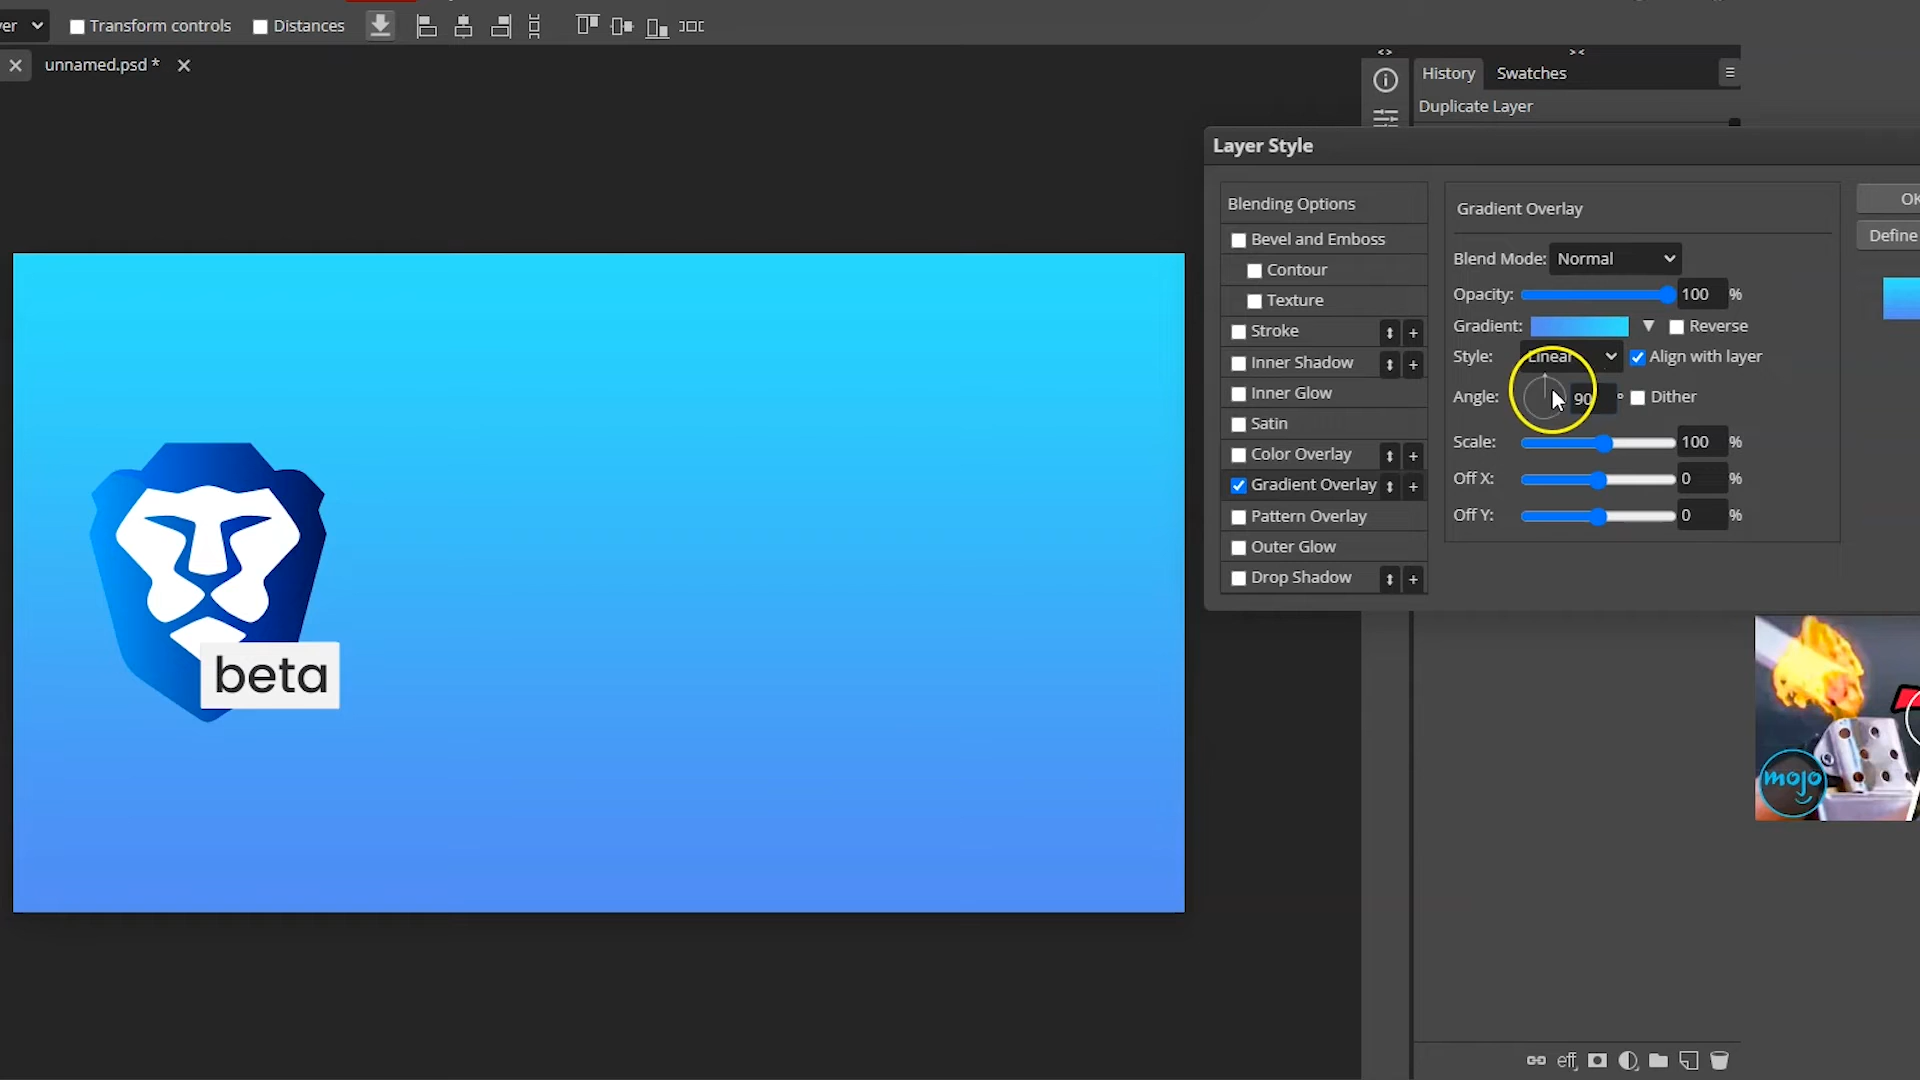 er
Transform controls
Distances
unnamed.psd *
History
Swatches
Duplicate Layer
Layer Style
Blending Options
Bevel and Emboss
Contour
Texture
Stroke
Inner Shadow
Inner Glow
Satin
Color Overlay
Gradient Overlay
Pattern Overlay
Outer Glow
Drop Shadow
Gradient Overlay
Blend Mode: Normal
Opacity: 100 %
Gradient: Reverse
Style: Linear Align with layer
Angle: 90 ° Dither
Scale: 100 %
Off X: 0 %
Off Y: 0 %
OK
Define
beta
mojo
eff